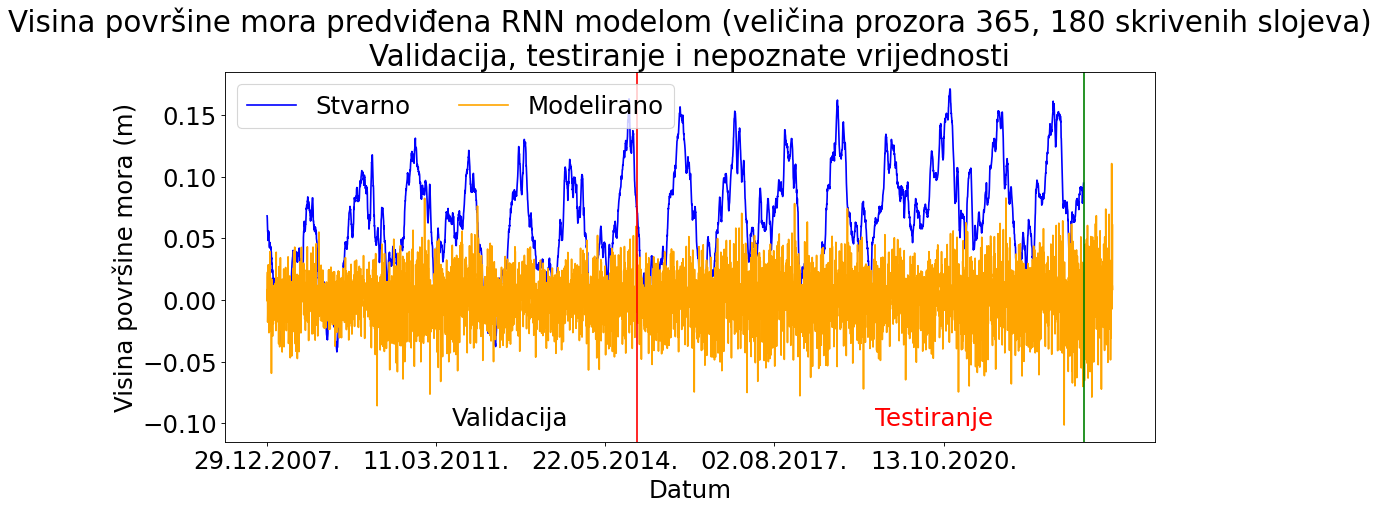 Visina površine mora predviđena RNN modelom (veličina prozora 365, 180 skrivenih slojeva)
Validacija, testiranje i nepoznate vrijednosti
Stvarno
Modelirano
Visina površine mora (m)
0.15
0.10
0.05
0.00
−0.05
−0.10
Validacija
Testiranje
29.12.2007.
11.03.2011.
22.05.2014.
02.08.2017.
13.10.2020.
Datum